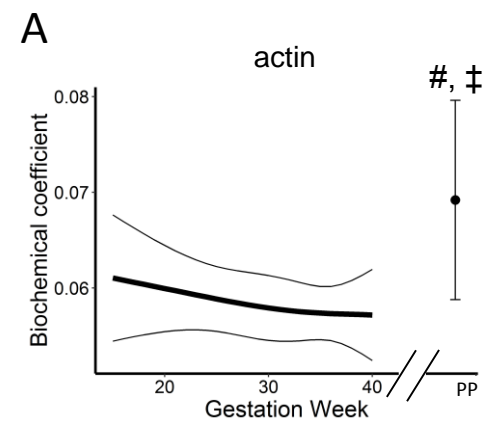 A
actin
#, ‡
Biochemical coefficient
0.08
0.07
0.06
20
30
40
PP
Gestation Week